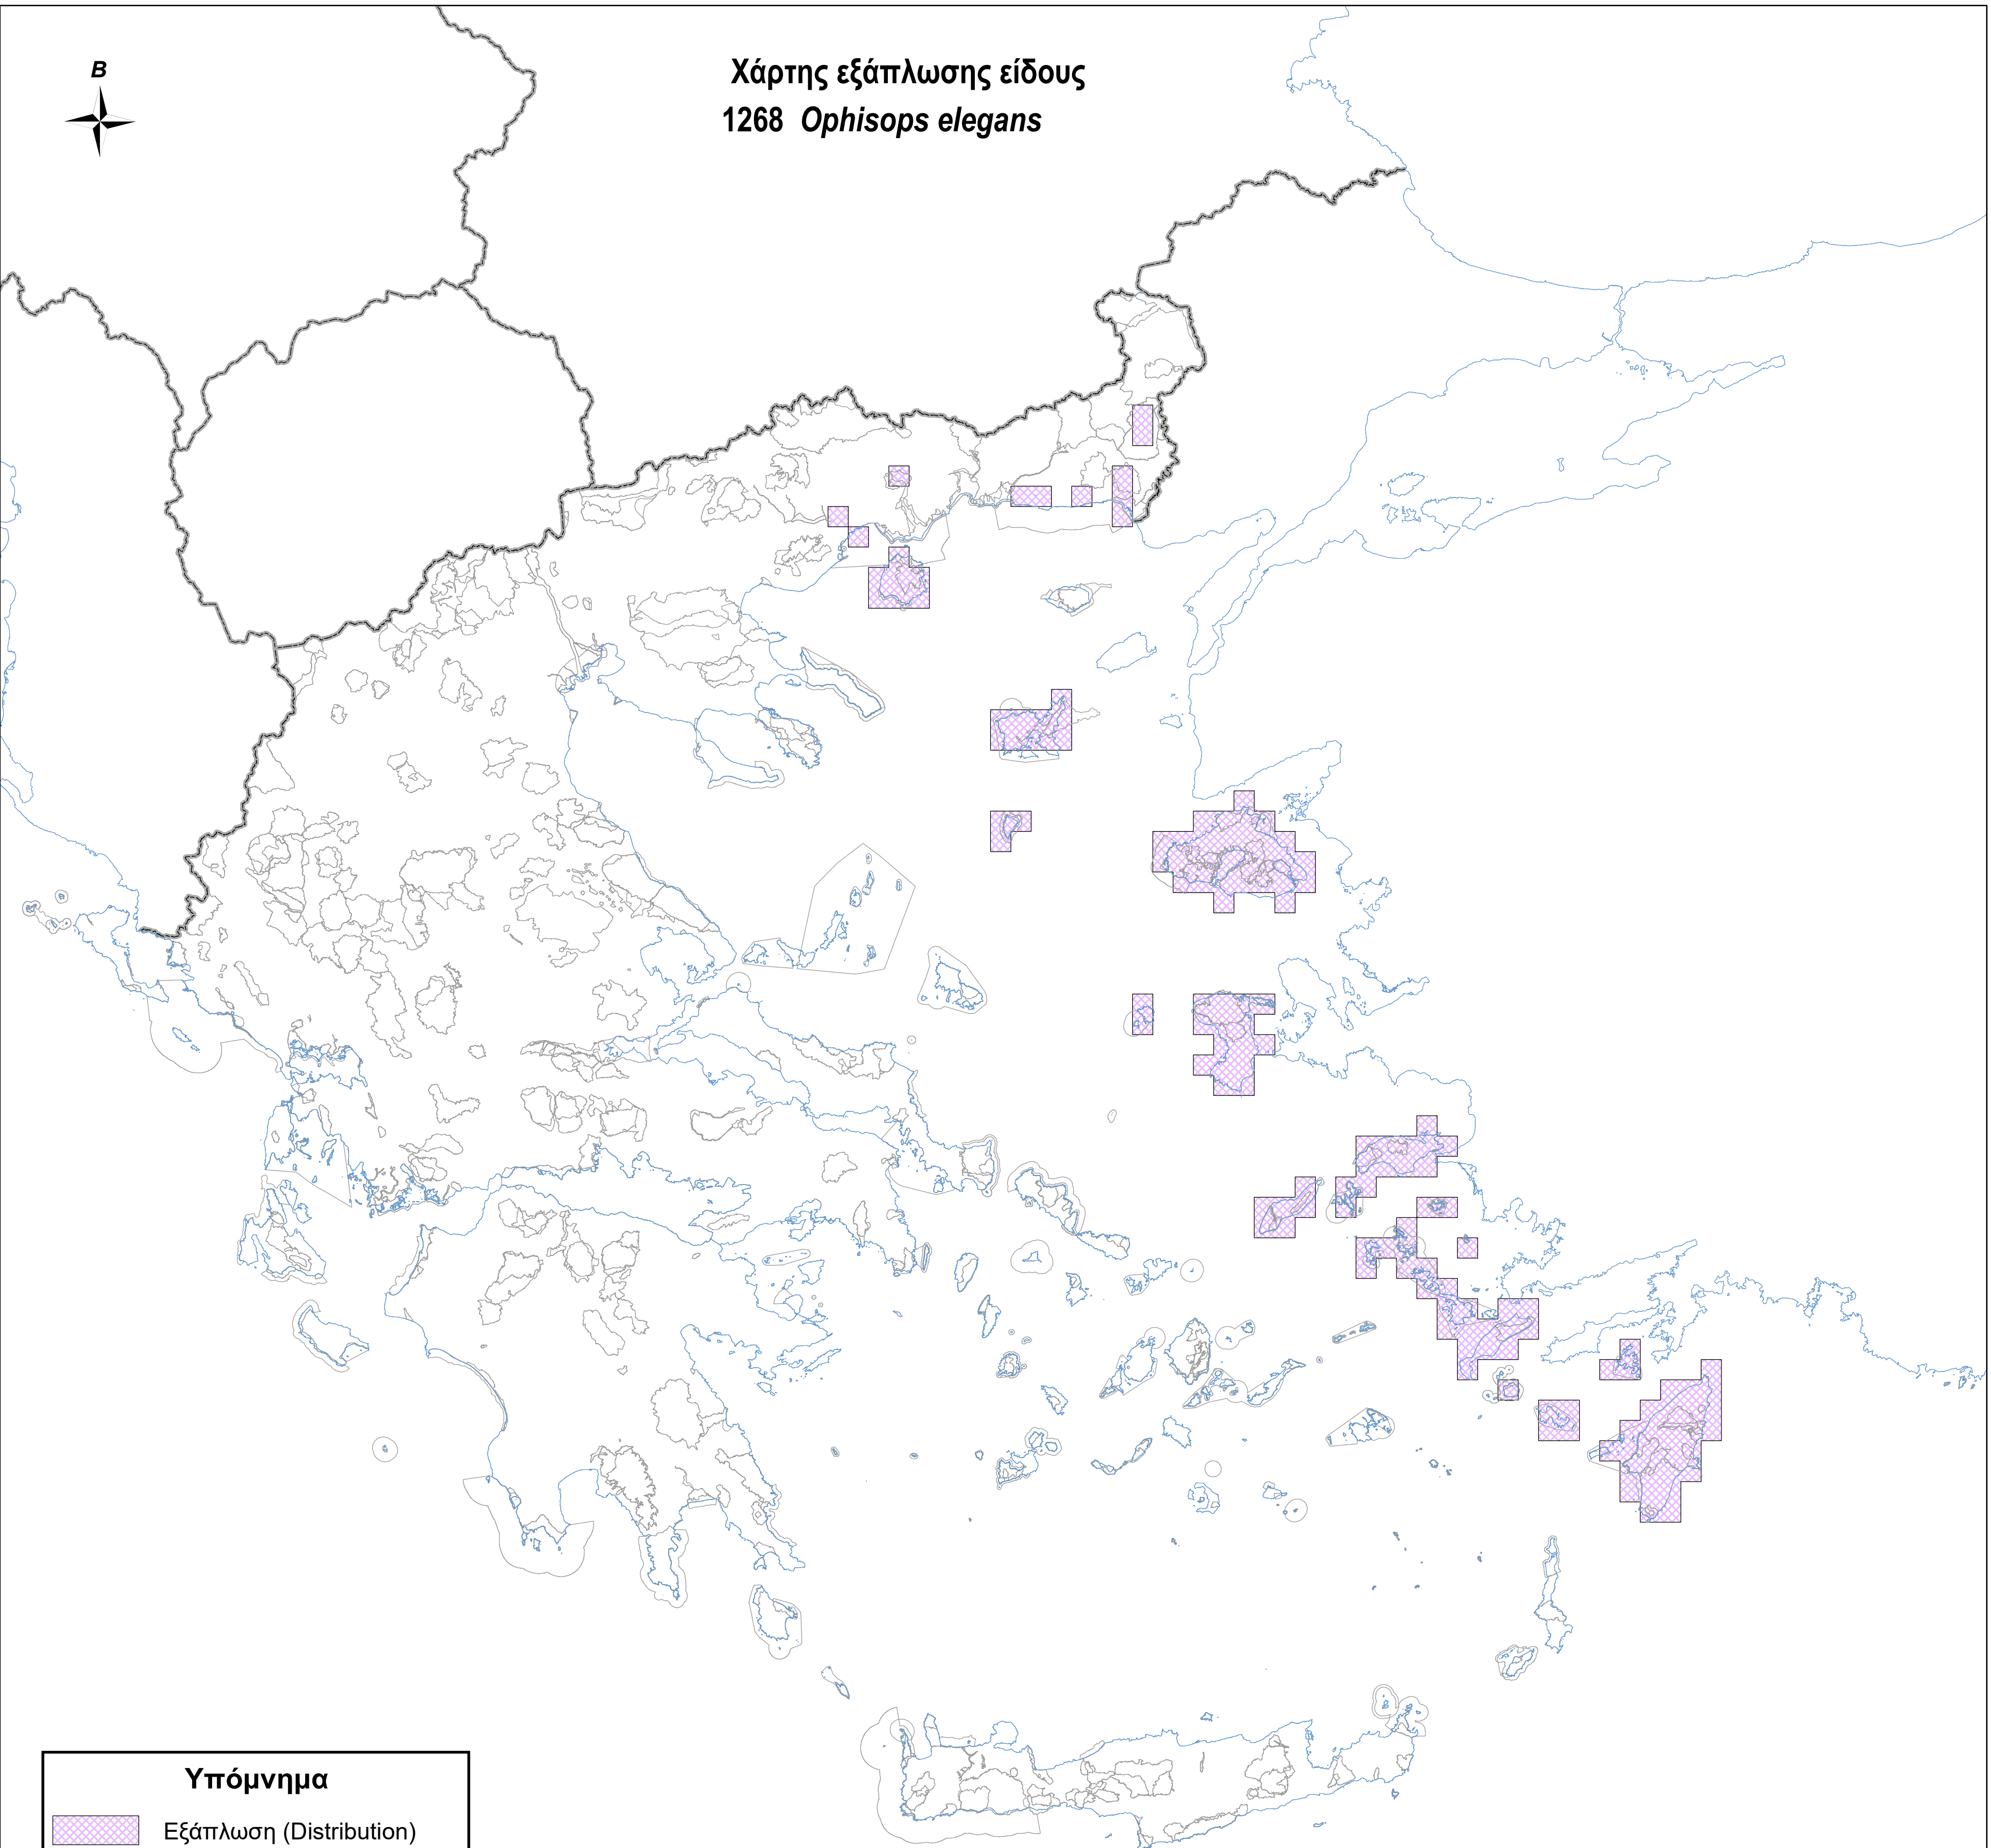 Β
Χάρτης εξάπλωσης είδους
1268 Ophisops elegans
Υπόμνημα
Εξάπλωση (Distribution)